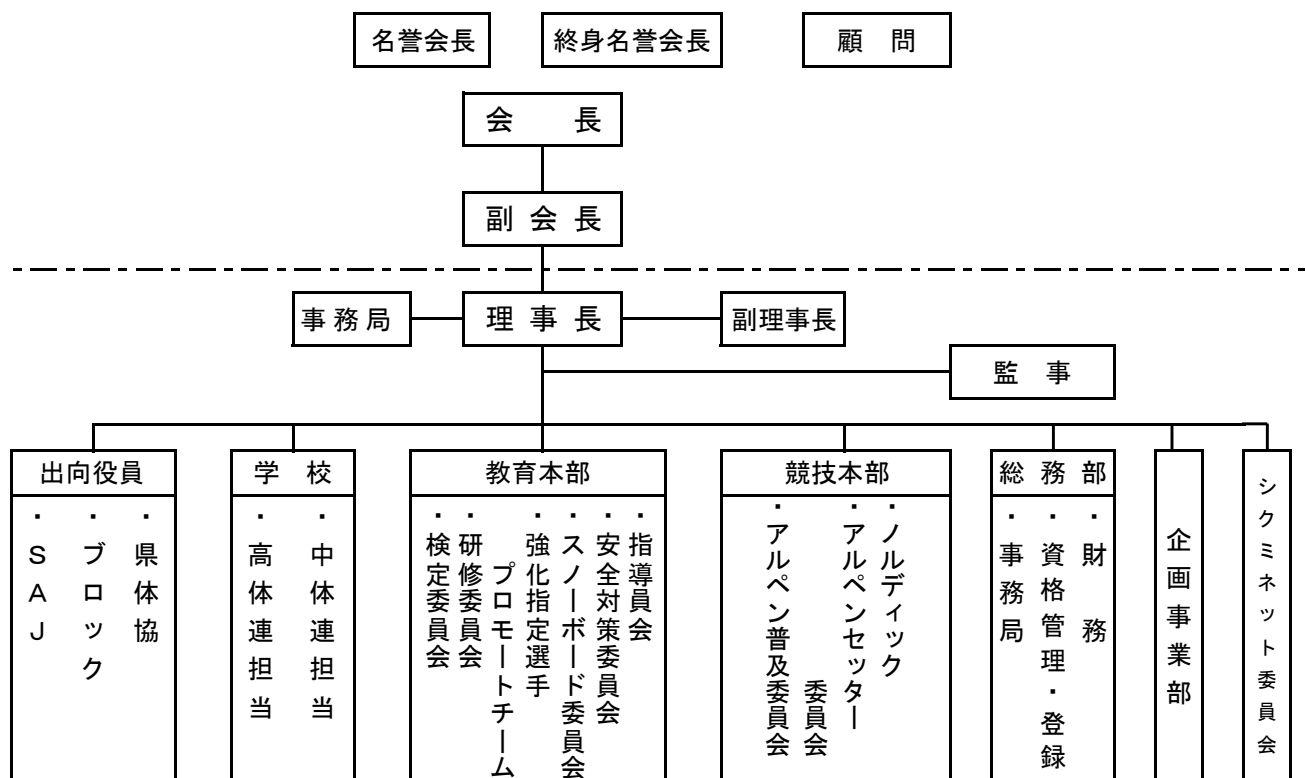 名誉会長
終身名誉会長
顧　問
会　　長
副 会 長
事 務 局
理 事 長
副理事長
監　事
出向役員
・県体協
・ブロック
・ＳＡＪ
学　校
・中体連担当
・高体連担当
教育本部
・指導員会
・安全対策委員会
・スノーボード委員会
・強化指定選手
プロモートチーム
・研修委員会
・検定委員会
競技本部
・ノルディック
・アルペンセッター
委員会
・アルペン普及委員会
総 務 部
・財　務
・資格管理・登録
・事務局
企画事業部
シクミネット委員会